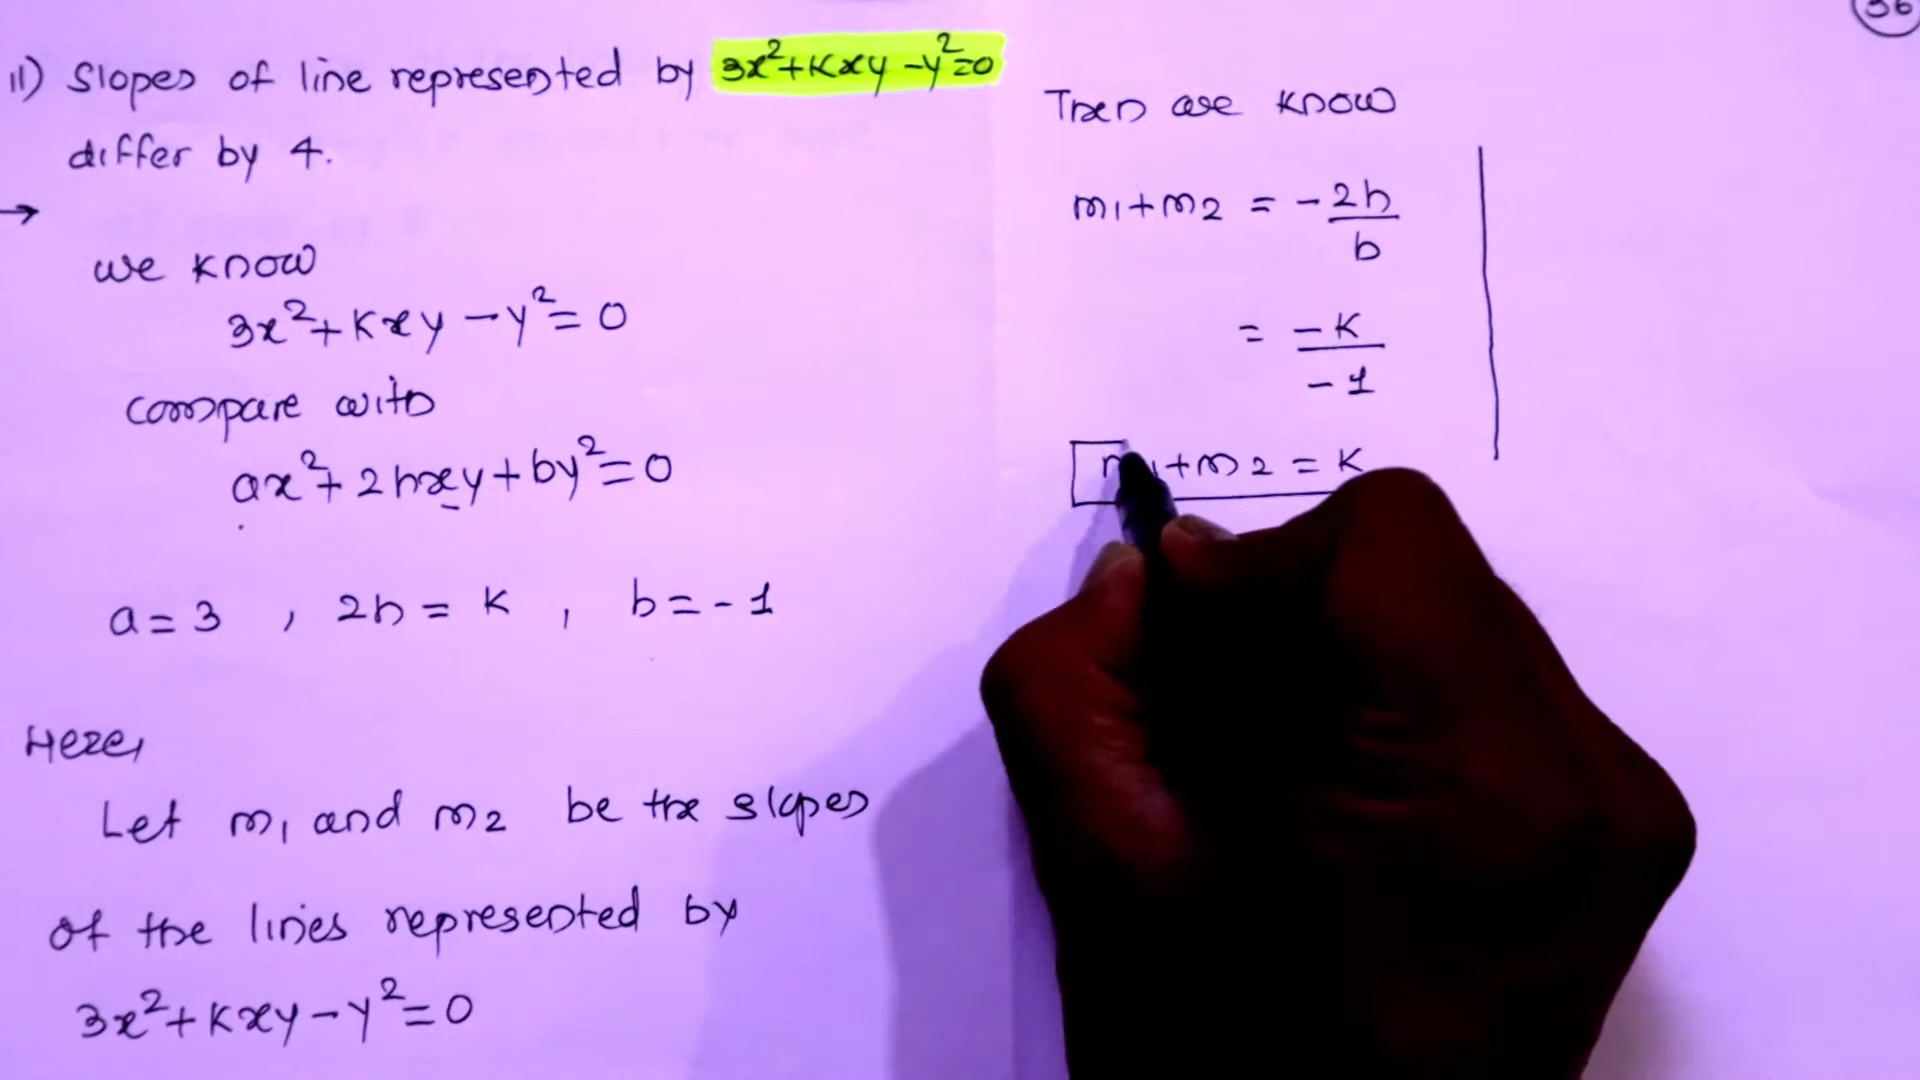 11) Slopes of line represented by 3x²+Kxy-y²=0
differ by 4.
→
we know
3x²+Kxy-y²=0
compare with
ax²+2hxy+by²=0
a=3 , 2h=K , b=-1
Here,
Let m₁ and m₂ be the slopes
of the lines represented by
3x²+Kxy-y²=0
Then we know
m₁+m₂ = -2h/b
= -K/-1
+m₂ = K